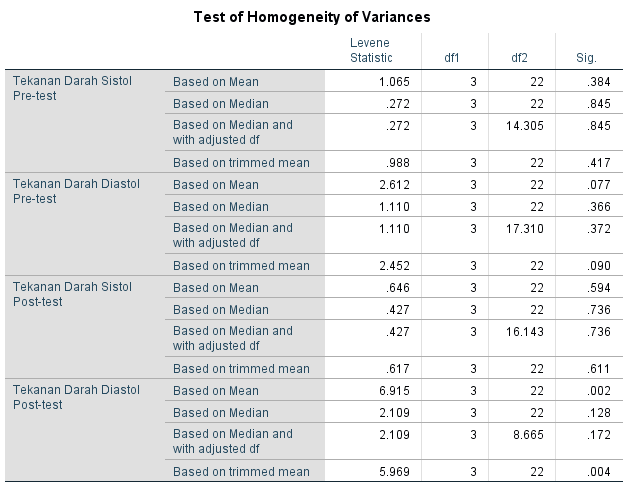 Test of Homogeneity of Variances
Levene Statistic df1 df2 Sig.
Tekanan Darah Sistol Pre-test Based on Mean 1.065 3 22 .384
Based on Median .272 3 22 .845
Based on Median and with adjusted df .272 3 14.305 .845
Based on trimmed mean .988 3 22 .417
Tekanan Darah Diastol Pre-test Based on Mean 2.612 3 22 .077
Based on Median 1.110 3 22 .366
Based on Median and with adjusted df 1.110 3 17.310 .372
Based on trimmed mean 2.452 3 22 .090
Tekanan Darah Sistol Post-test Based on Mean .646 3 22 .594
Based on Median .427 3 22 .736
Based on Median and with adjusted df .427 3 16.143 .736
Based on trimmed mean .617 3 22 .611
Tekanan Darah Diastol Post-test Based on Mean 6.915 3 22 .002
Based on Median 2.109 3 22 .128
Based on Median and with adjusted df 2.109 3 8.665 .172
Based on trimmed mean 5.969 3 22 .004